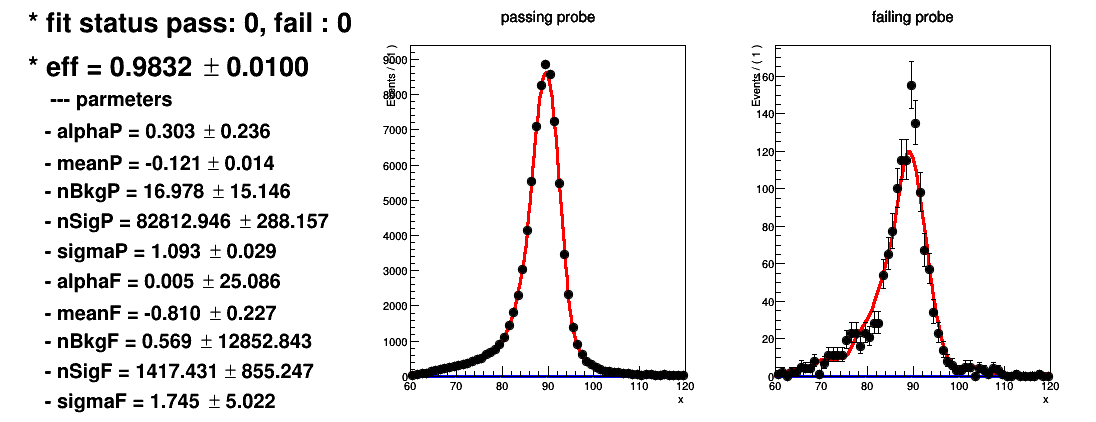 * fit status pass: 0, fail : 0
* eff = 0.9832 ± 0.0100
--- parmeters
- alphaP = 0.303 ± 0.236
- meanP = -0.121 ± 0.014
- nBkgP = 16.978 ± 15.146
- nSigP = 82812.946 ± 288.157
- sigmaP = 1.093 ± 0.029
- alphaF = 0.005 ± 25.086
- meanF = -0.810 ± 0.227
- nBkgF = 0.569 ± 12852.843
- nSigF = 1417.431 ± 855.247
- sigmaF = 1.745 ± 5.022
passing probe
Events / ( 1 )
9000
8000
7000
6000
5000
4000
3000
2000
1000
0
60 70 80 90 100 110 120
x
failing probe
Events / ( 1 )
160
140
120
100
80
60
40
20
0
60 70 80 90 100 110 120
x